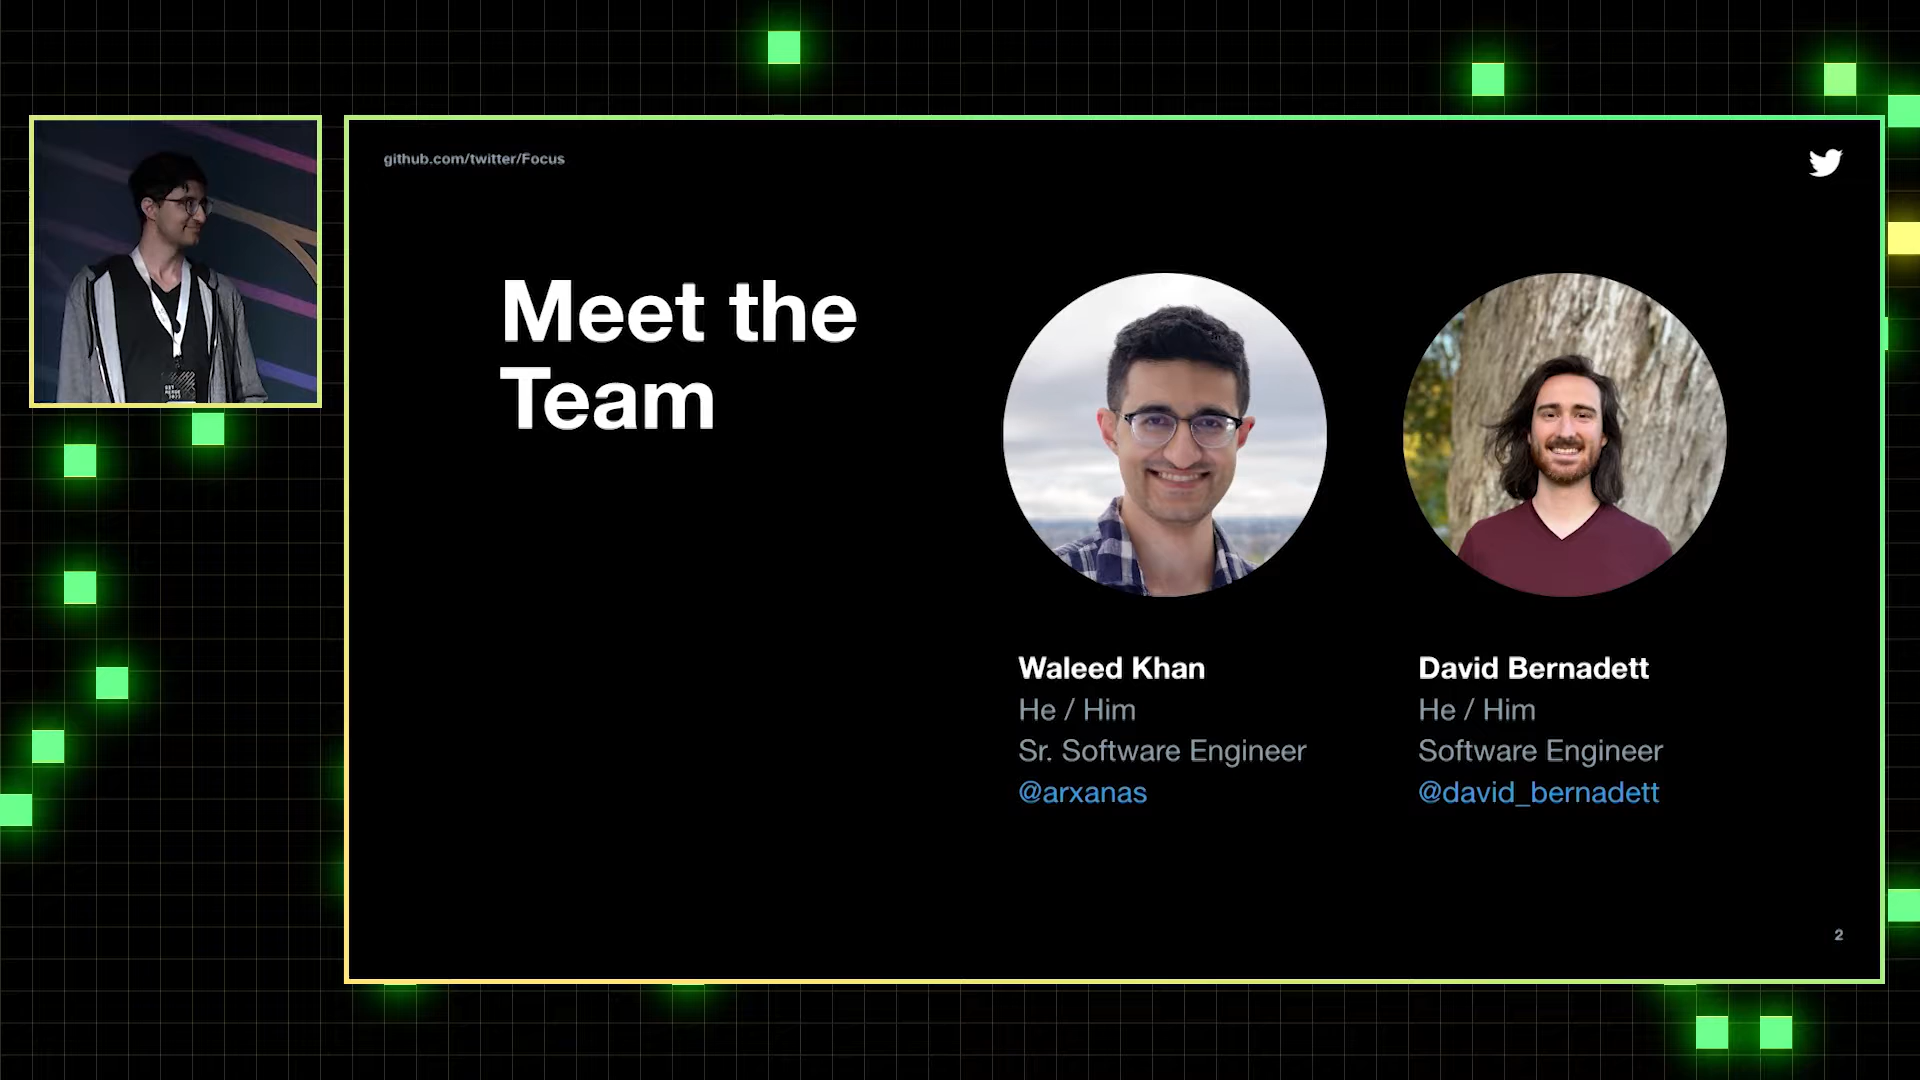 github.com/twitter/Focus
Meet the
Team
Waleed Khan
He / Him
Sr. Software Engineer
@arxanas
David Bernadett
He / Him
Software Engineer
@david_bernadett
2